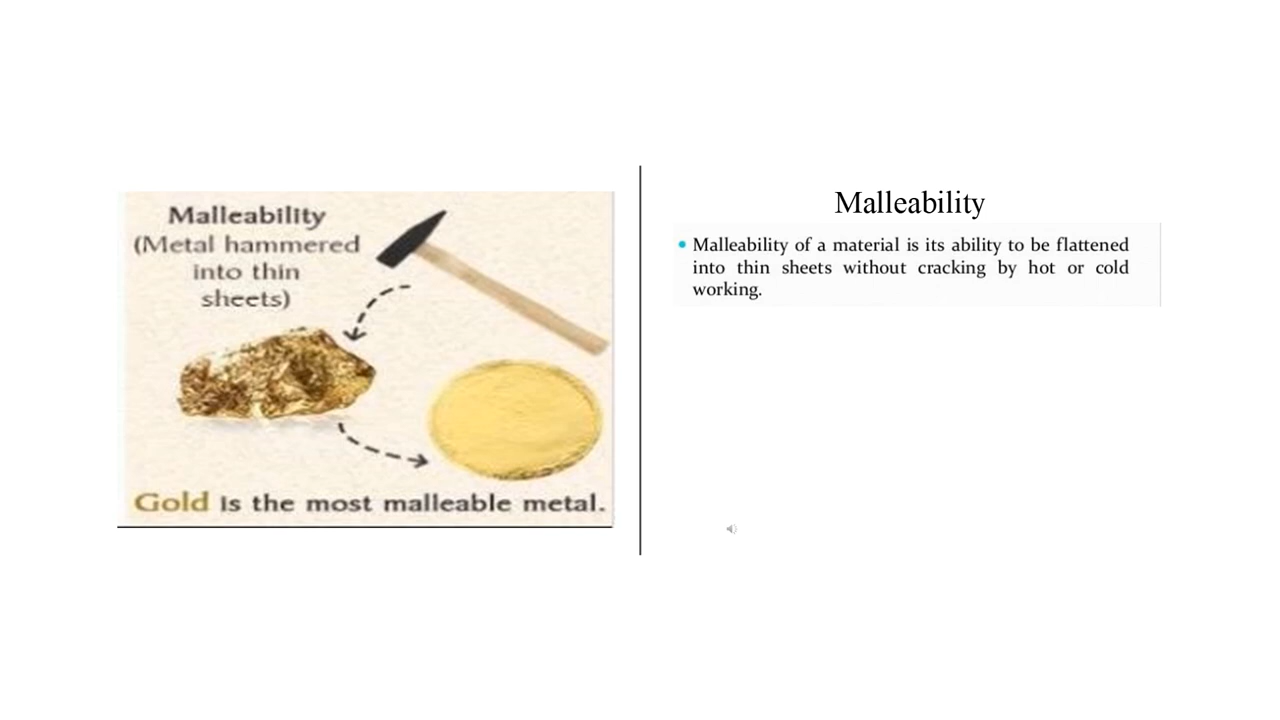 Malleability
(Metal hammered
into thin
sheets)
Gold is the most malleable metal.
Malleability
• Malleability of a material is its ability to be flattened
into thin sheets without cracking by hot or cold
working.